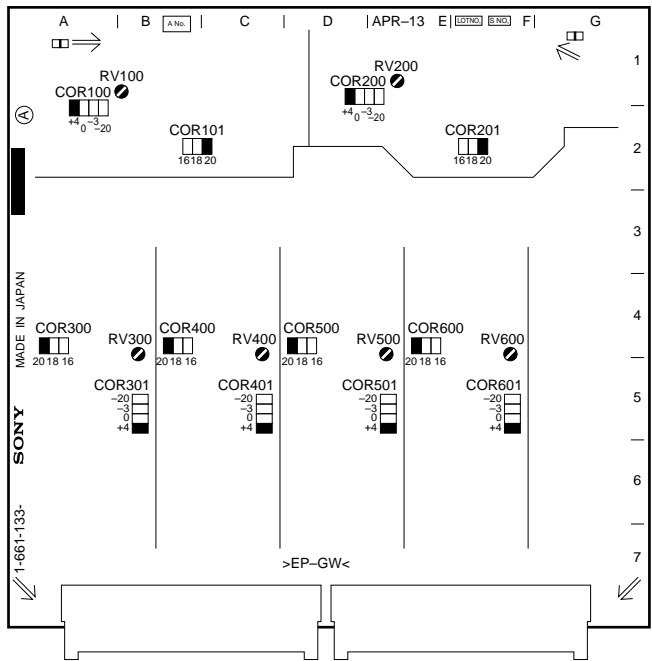 A B A No. C D APR–13 E LOTNO. S NO. F G
1
RV100 RV200
COR100 COR200
+4 0 –3 –20
+4 0 –3 –20
A
COR101 COR201
16 18 20
16 18 20
2
3
4
COR300 RV300 COR400 RV400 COR500 RV500 COR600 RV600
20 18 16
20 18 16
20 18 16
20 18 16
COR301 COR401 COR501 COR601
–20 –3 0 +4
–20 –3 0 +4
–20 –3 0 +4
–20 –3 0 +4
5
6
7
>EP–GW<
1-661-133- SONY MADE IN JAPAN